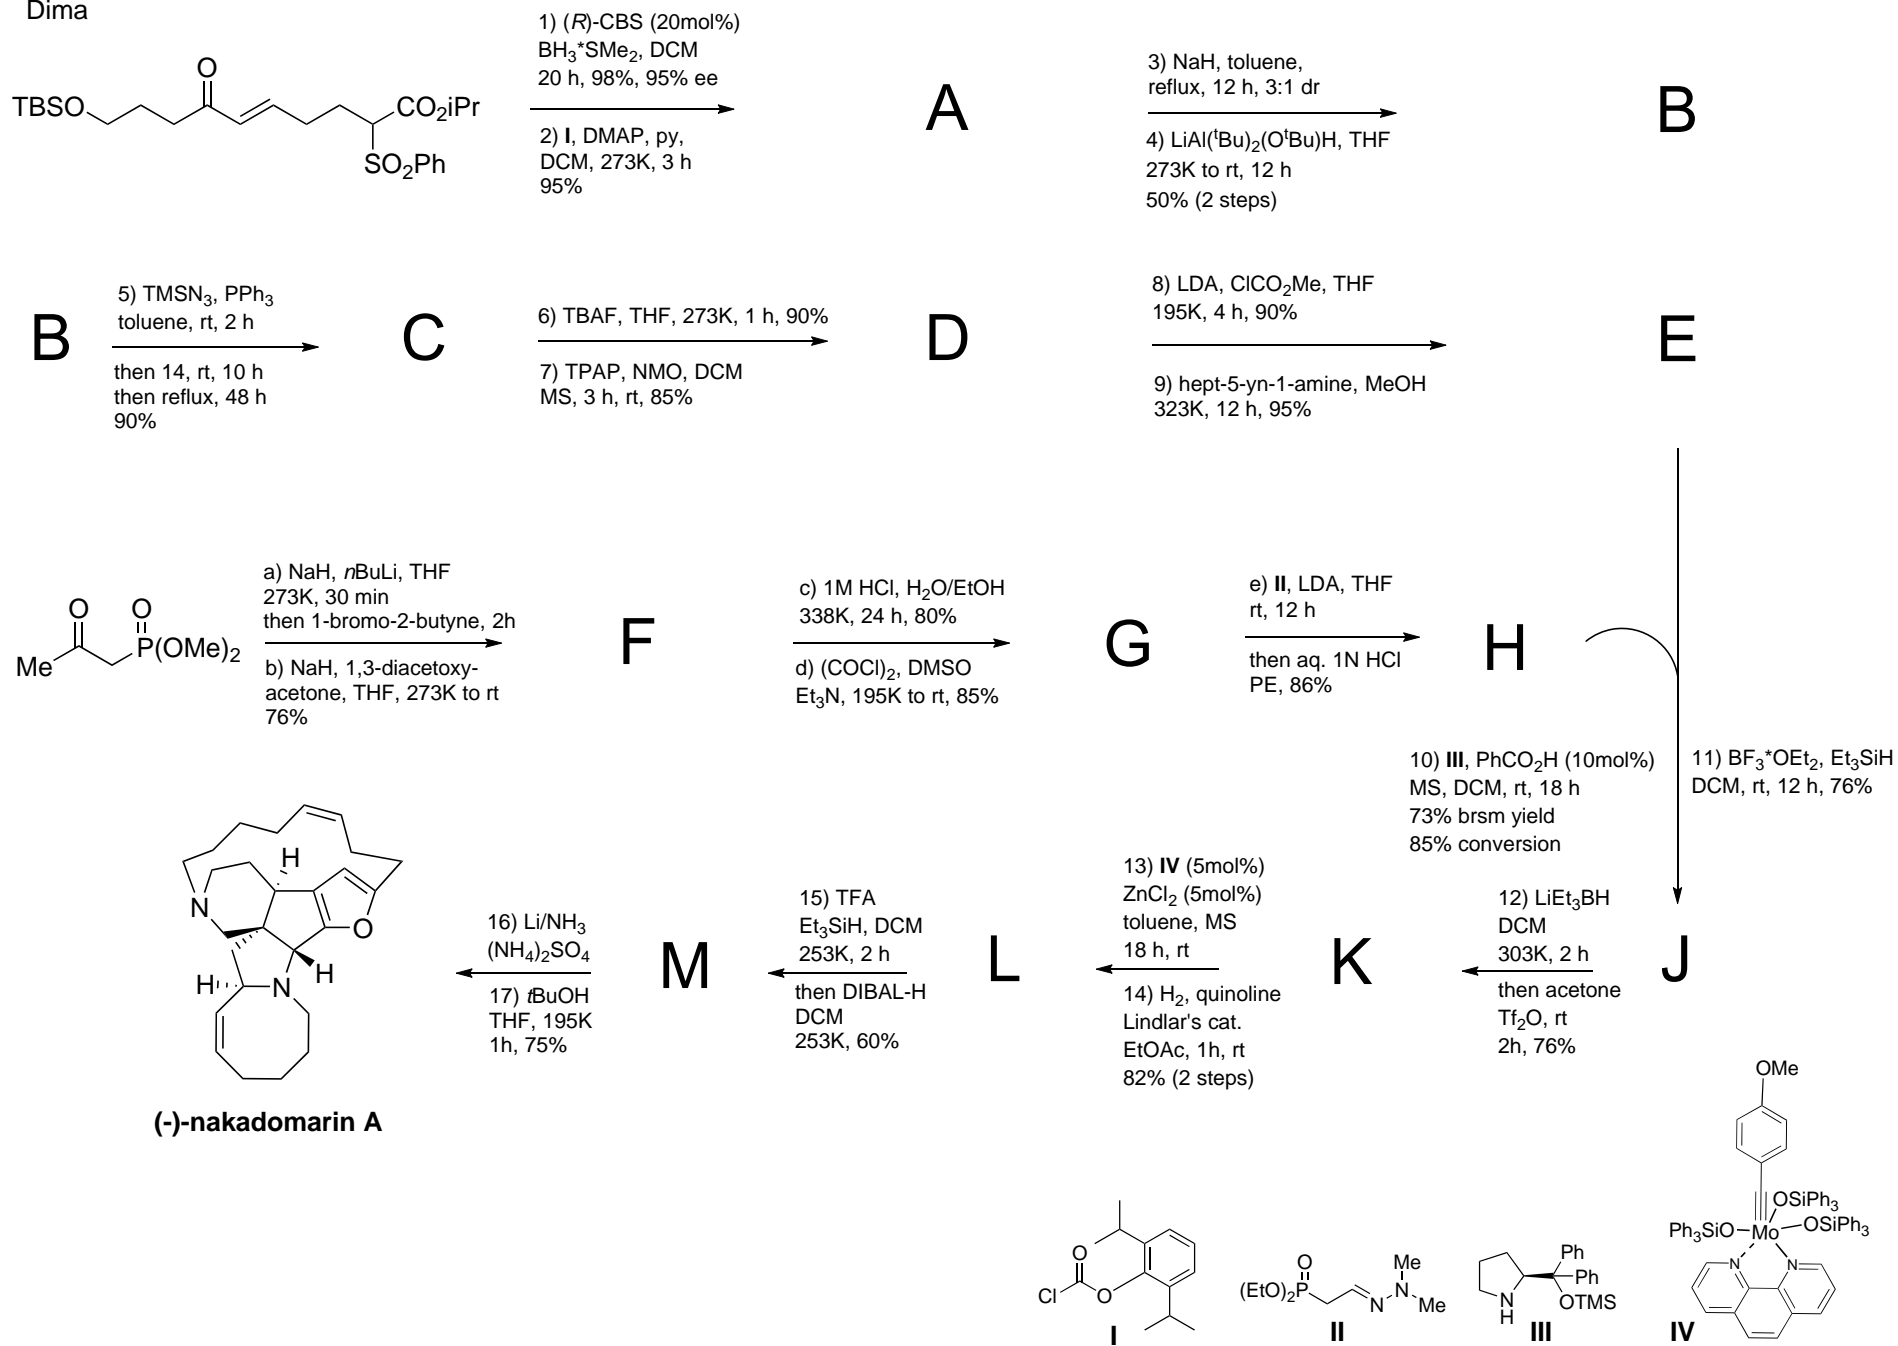 Dima
O
TBSO
CO2iPr
SO2Ph
1) (R)-CBS (20mol%)
BH3*SMe2, DCM
20 h, 98%, 95% ee
2) I, DMAP, py,
DCM, 273K, 3 h
95%
A
3) NaH, toluene,
reflux, 12 h, 3:1 dr
4) LiAl(tBu)2(OtBu)H, THF
273K to rt, 12 h
50% (2 steps)
B
B
5) TMSN3, PPh3
toluene, rt, 2 h
then 14, rt, 10 h
then reflux, 48 h
90%
C
6) TBAF, THF, 273K, 1 h, 90%
7) TPAP, NMO, DCM
MS, 3 h, rt, 85%
D
8) LDA, ClCO2Me, THF
195K, 4 h, 90%
9) hept-5-yn-1-amine, MeOH
323K, 12 h, 95%
E
O
O
Me
P(OMe)2
a) NaH, nBuLi, THF
273K, 30 min
then 1-bromo-2-butyne, 2h
b) NaH, 1,3-diacetoxy-
acetone, THF, 273K to rt
76%
F
c) 1M HCl, H2O/EtOH
338K, 24 h, 80%
d) (COCl)2, DMSO
Et3N, 195K to rt, 85%
G
e) II, LDA, THF
rt, 12 h
then aq. 1N HCl
PE, 86%
H
10) III, PhCO2H (10mol%)
MS, DCM, rt, 18 h
73% brsm yield
85% conversion
11) BF3*OEt2, Et3SiH
DCM, rt, 12 h, 76%
J
12) LiEt3BH
DCM
303K, 2 h
then acetone
Tf2O, rt
2h, 76%
K
13) IV (5mol%)
ZnCl2 (5mol%)
toluene, MS
18 h, rt
14) H2, quinoline
Lindlar's cat.
EtOAc, 1h, rt
82% (2 steps)
L
15) TFA
Et3SiH, DCM
253K, 2 h
then DIBAL-H
DCM
253K, 60%
M
16) Li/NH3
(NH4)2SO4
17) tBuOH
THF, 195K
1h, 75%
H
N
O
H
H
N
(-)-nakadomarin A
O
Cl
O
I
O
(EtO)2P
N
N
Me
Me
II
N
H
Ph
Ph
OTMS
III
OMe
OSiPh3
Ph3SiO
Mo
OSiPh3
N
N
IV